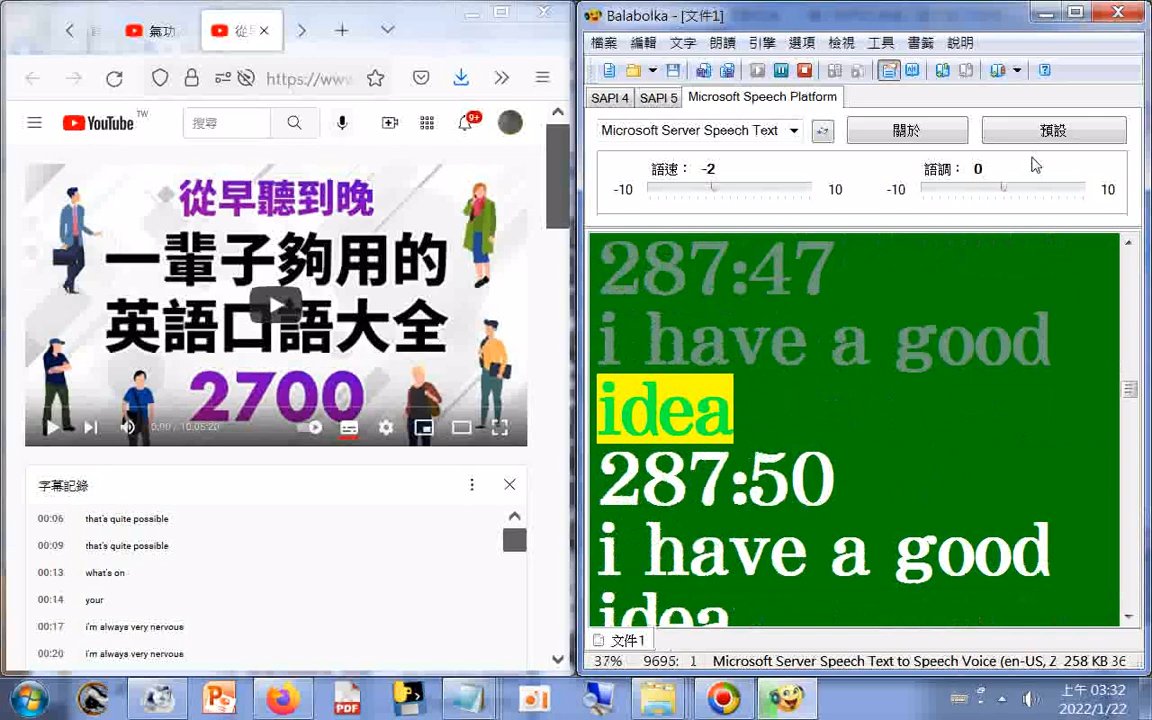 氣功
從
https://www
YouTube TW
搜尋
9+
從早聽到晚
一輩子夠用的
英語口語大全
2700
0:00 / 10:05:20
字幕記錄
00:06 that's quite possible
00:09 that's quite possible
00:13 what's on
00:14 your
00:17 i'm always very nervous
00:20 i'm always very nervous
Balabolka - [文件1]
檔案 編輯 文字 朗讀 引擎 選項 檢視 工具 書籤 說明
SAPI 4 SAPI 5 Microsoft Speech Platform
Microsoft Server Speech Text 關於 預設
語速： -2 語調： 0
-10 10 -10 10
287:47
i have a good
idea
287:50
i have a good
idea
文件1
37% 9695: 1 Microsoft Server Speech Text to Speech Voice (en-US, Z 258 KB 36
PDF
上午 03:32
2022/1/22